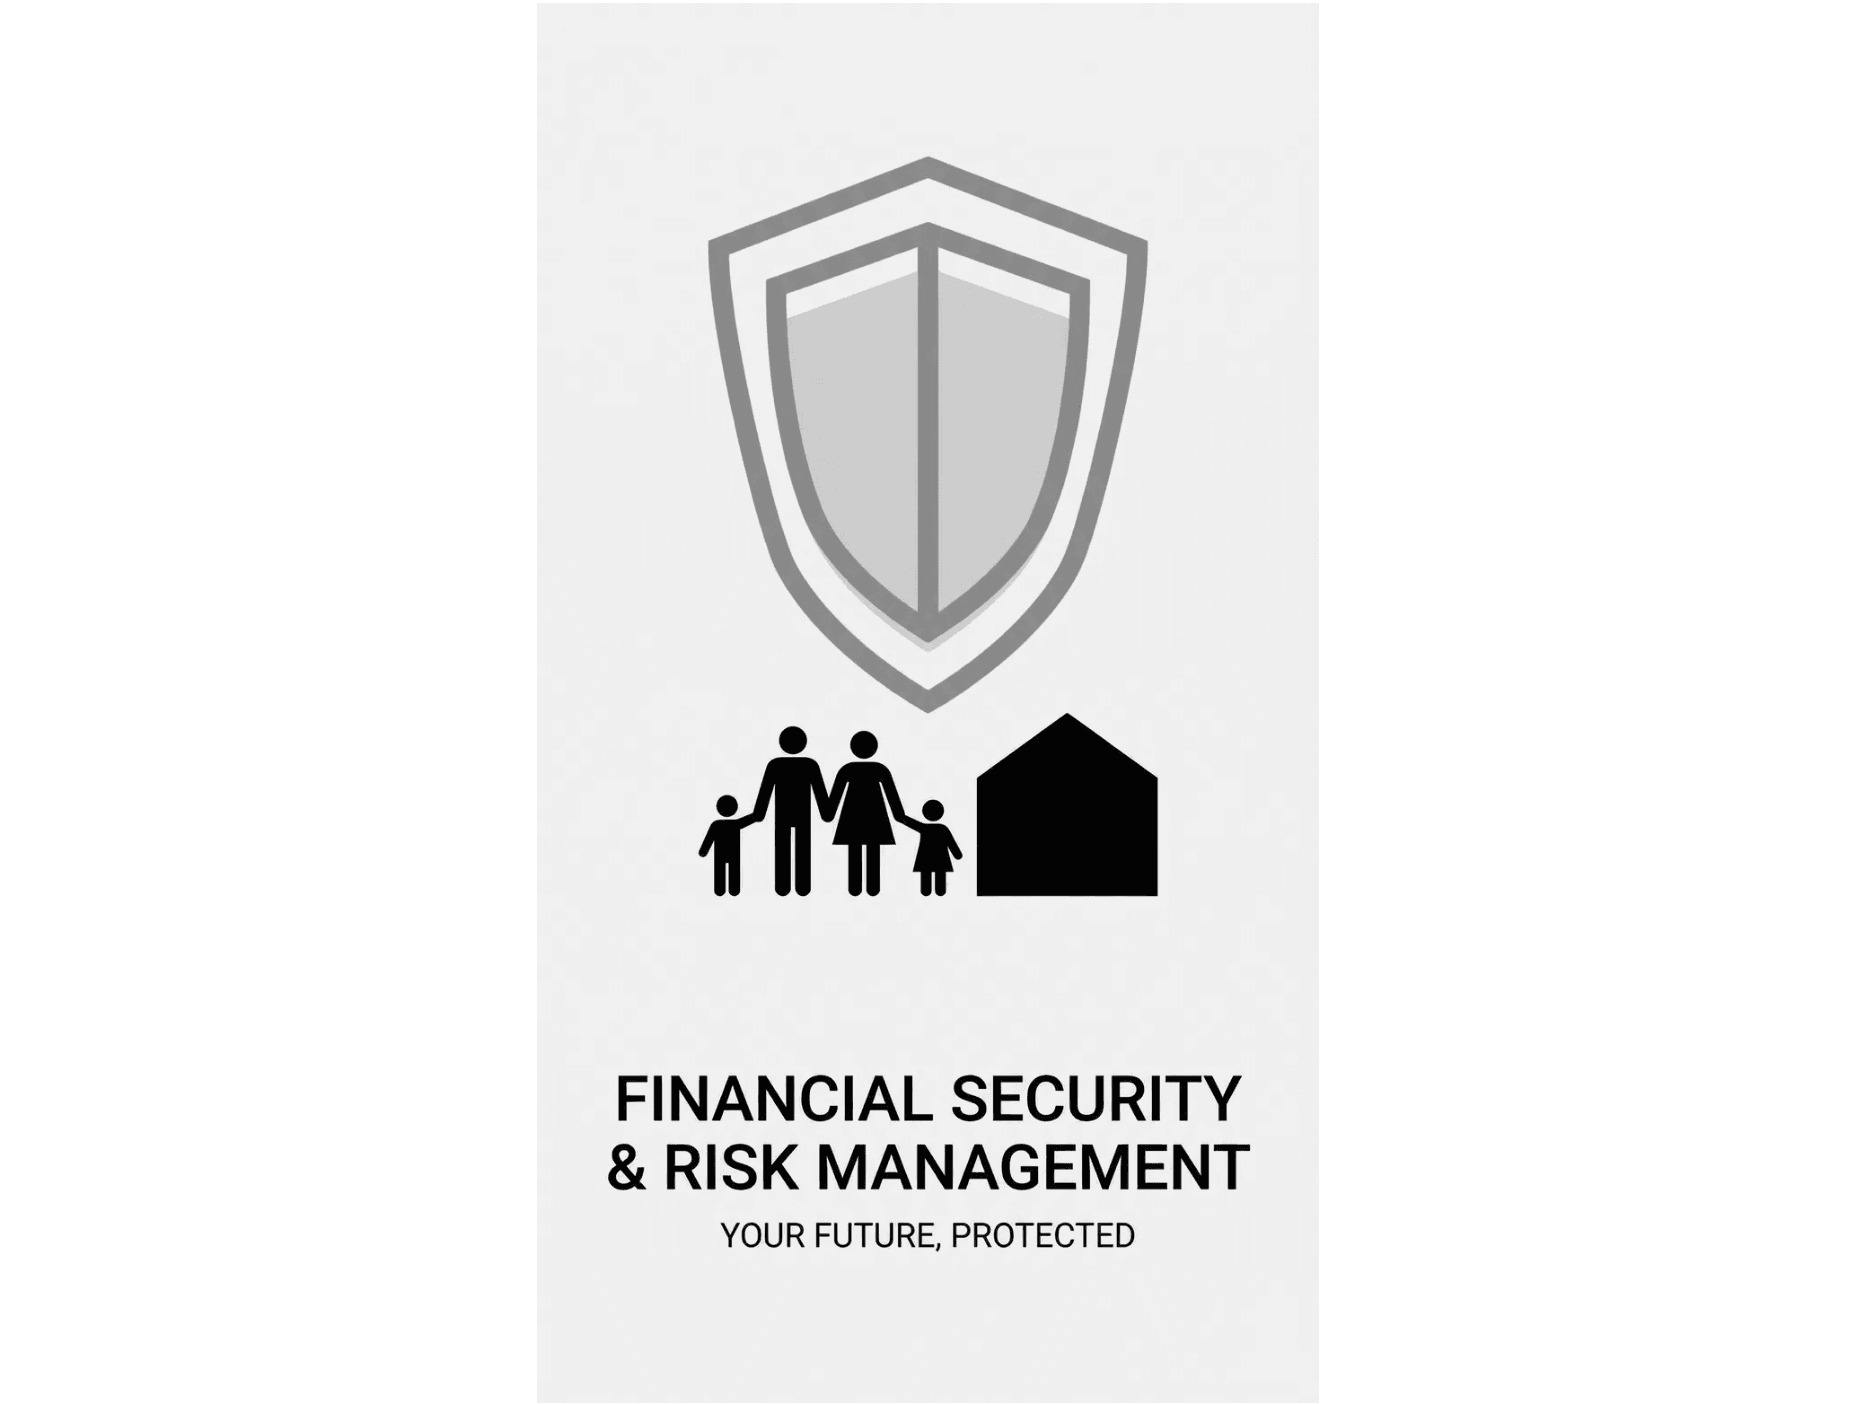 FINANCIAL SECURITY
& RISK MANAGEMENT
YOUR FUTURE, PROTECTED